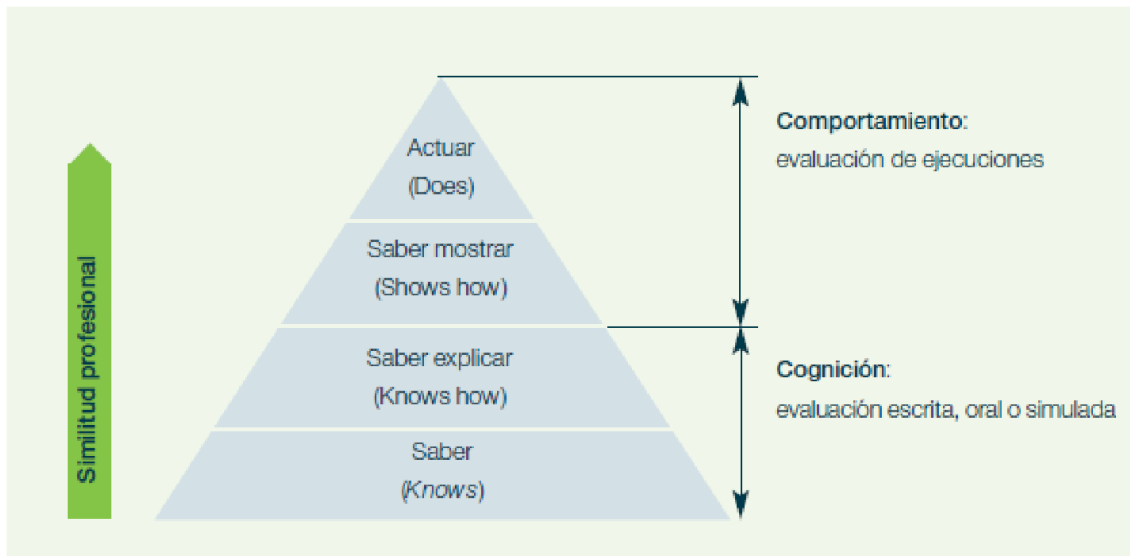 Similitud profesional
Actuar
(Does)
Saber mostrar
(Shows how)
Saber explicar
(Knows how)
Saber
(Knows)
Comportamiento:
evaluación de ejecuciones
Cognición:
evaluación escrita, oral o simulada